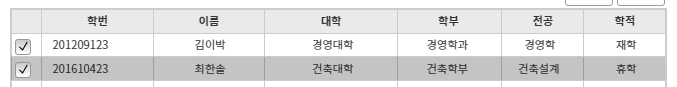 학번 이름 대학 학부 전공 학적
201209123 김이박 경영대학 경영학과 경영학 재학
201610423 최한솔 건축대학 건축학부 건축설계 휴학